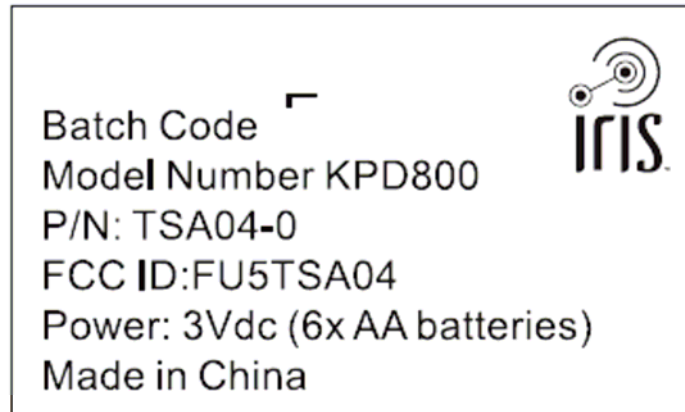 IRIS
Batch Code
Model Number KPD800
P/N: TSA04-0
FCC ID:FU5TSA04
Power: 3Vdc (6x AA batteries)
Made in China